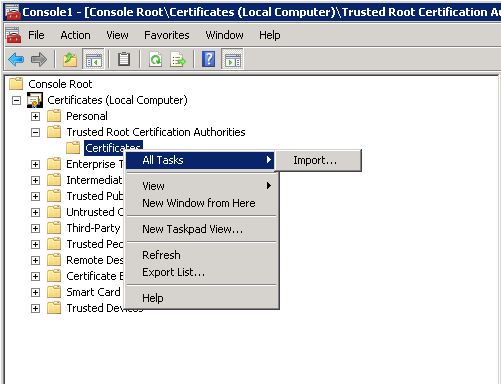 Console1 - [Console Root\Certificates (Local Computer)\Trusted Root Certification Au
File Action View Favorites Window Help
Console Root
Certificates (Local Computer)
Personal
Trusted Root Certification Authorities
Certificates
All Tasks
Import...
Enterprise T
Intermediat
View
Trusted Pub
New Window from Here
Untrusted C
Third-Party
New Taskpad View...
Trusted Peo
Refresh
Remote Des
Export List...
Certificate E
Smart Card
Help
Trusted Devices